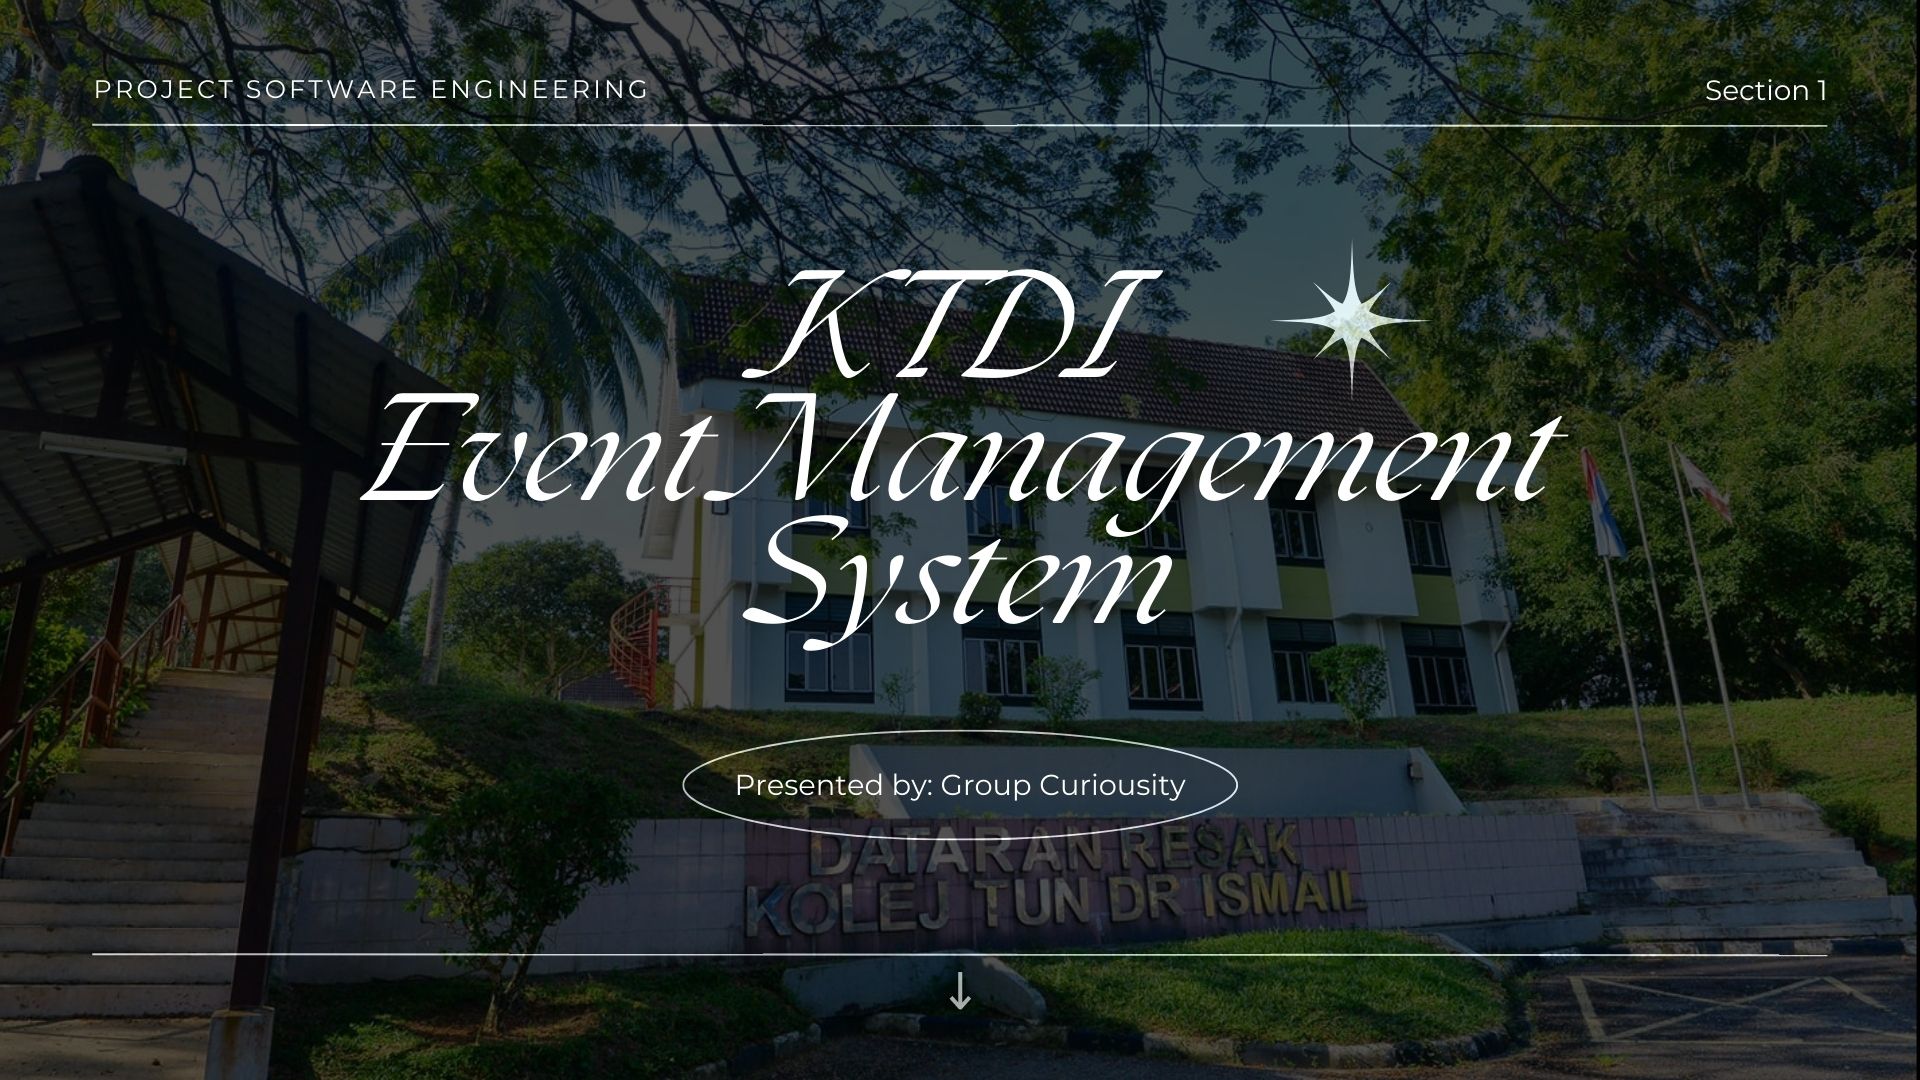 PROJECT SOFTWARE ENGINEERING
Section 1
KTDI
Event Management
System
Presented by: Group Curiousity
DATARAN RESAK
KOLEJ TUN DR ISMAIL